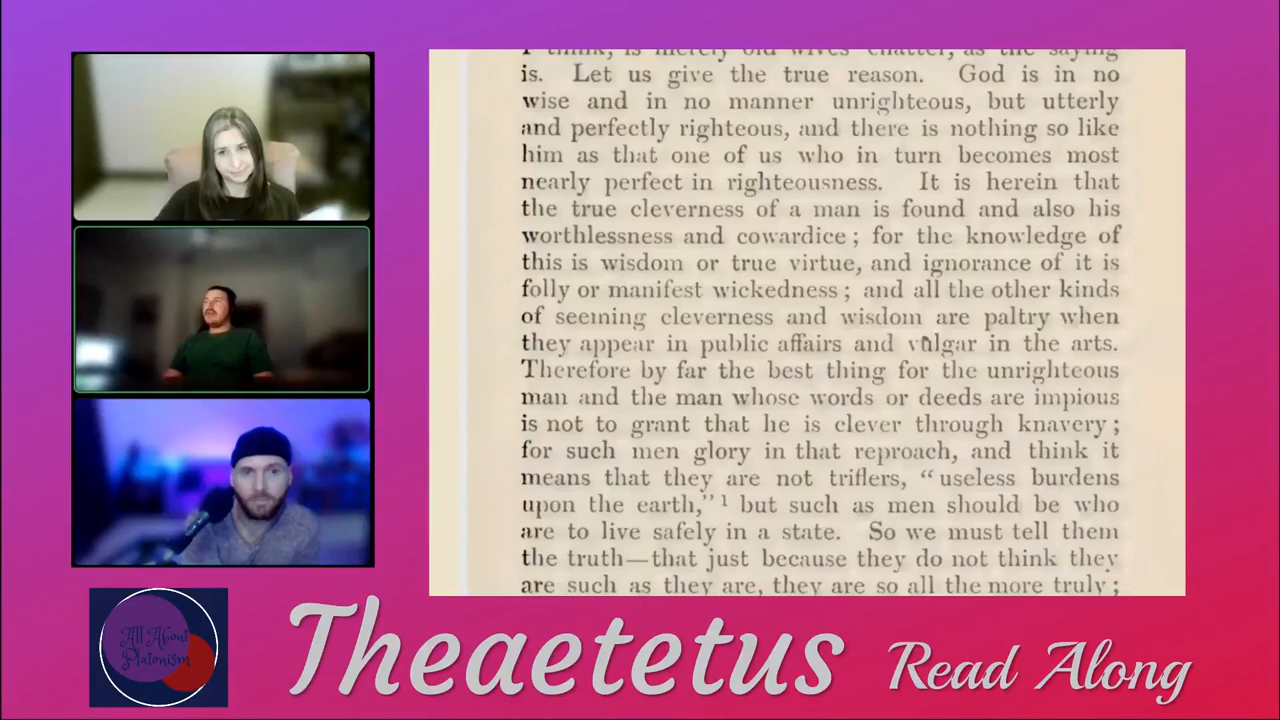 I think, is merely old wives' chatter, as the saying
is. Let us give the true reason. God is in no
wise and in no manner unrighteous, but utterly
and perfectly righteous, and there is nothing so like
him as that one of us who in turn becomes most
nearly perfect in righteousness. It is herein that
the true cleverness of a man is found and also his
worthlessness and cowardice; for the knowledge of
this is wisdom or true virtue, and ignorance of it is
folly or manifest wickedness; and all the other kinds
of seeming cleverness and wisdom are paltry when
they appear in public affairs and vulgar in the arts.
Therefore by far the best thing for the unrighteous
man and the man whose words or deeds are impious
is not to grant that he is clever through knavery;
for such men glory in that reproach, and think it
means that they are not triflers, "useless burdens
upon the earth," 1 but such as men should be who
are to live safely in a state. So we must tell them
the truth—that just because they do not think they
are such as they are, they are so all the more truly;
All About
Platonism
Theaetetus Read Along